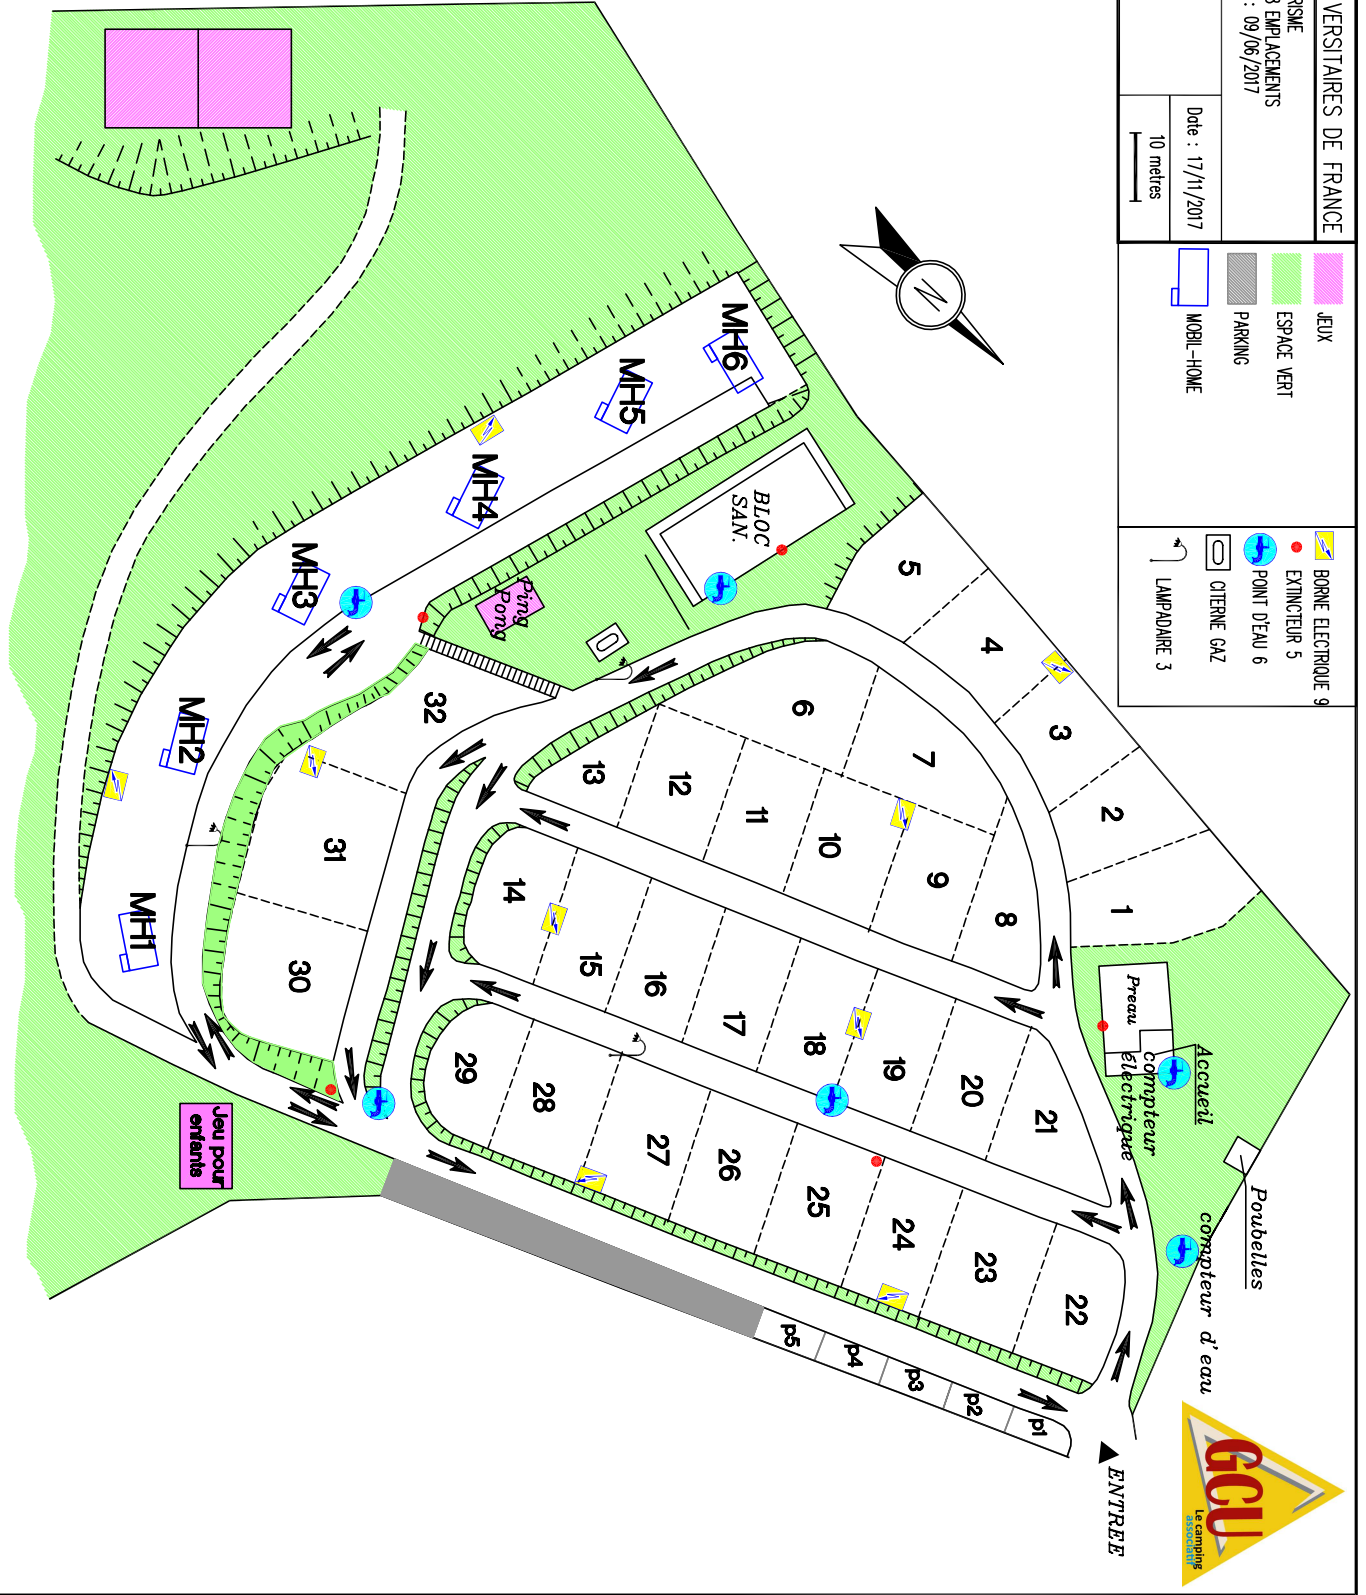 VERSITAIRES DE FRANCE
RISME
EMPLACEMENTS
: 09/06/2017
Date : 17/11/2017
10 metres
JEUX
ESPACE VERT
PARKING
MOBIL-HOME
BORNE ELECTRIQUE 9
EXTINCTEUR 5
POINT D'EAU 6
CITERNE GAZ
LAMPADAIRE 3
N
MH6
MH5
MH4
MH3
MH2
MH1
BLOC
SAN.
Ping
Pong
5
4
3
2
1
6
7
8
9
10
11
12
13
14
15
16
17
18
19
20
21
22
23
24
25
26
27
28
29
30
31
32
Preau
Accueil
compteur
électrique
Poubelles
compteur d'eau
Jeu pour
enfants
p5
p4
p3
p2
p1
ENTREE
GCU
Le camping
associatif